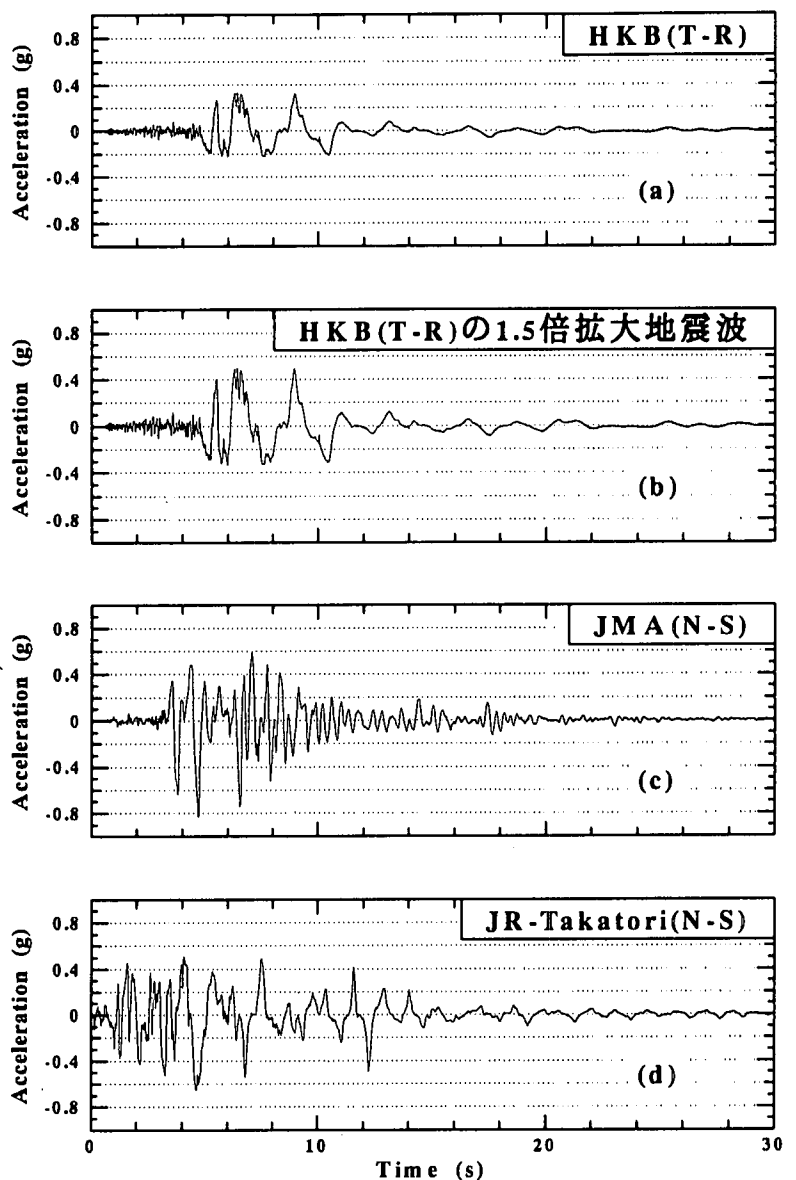 HKB(T-R)
Acceleration (g)
0.8
0.4
0
-0.4
-0.8
(a)
HKB(T-R)の1.5倍拡大地震波
Acceleration (g)
0.8
0.4
0
-0.4
-0.8
(b)
JMA(N-S)
Acceleration (g)
0.8
0.4
0
-0.4
-0.8
(c)
JR-Takatori(N-S)
Acceleration (g)
0.8
0.4
0
-0.4
-0.8
(d)
0 10 20 30
Time (s)